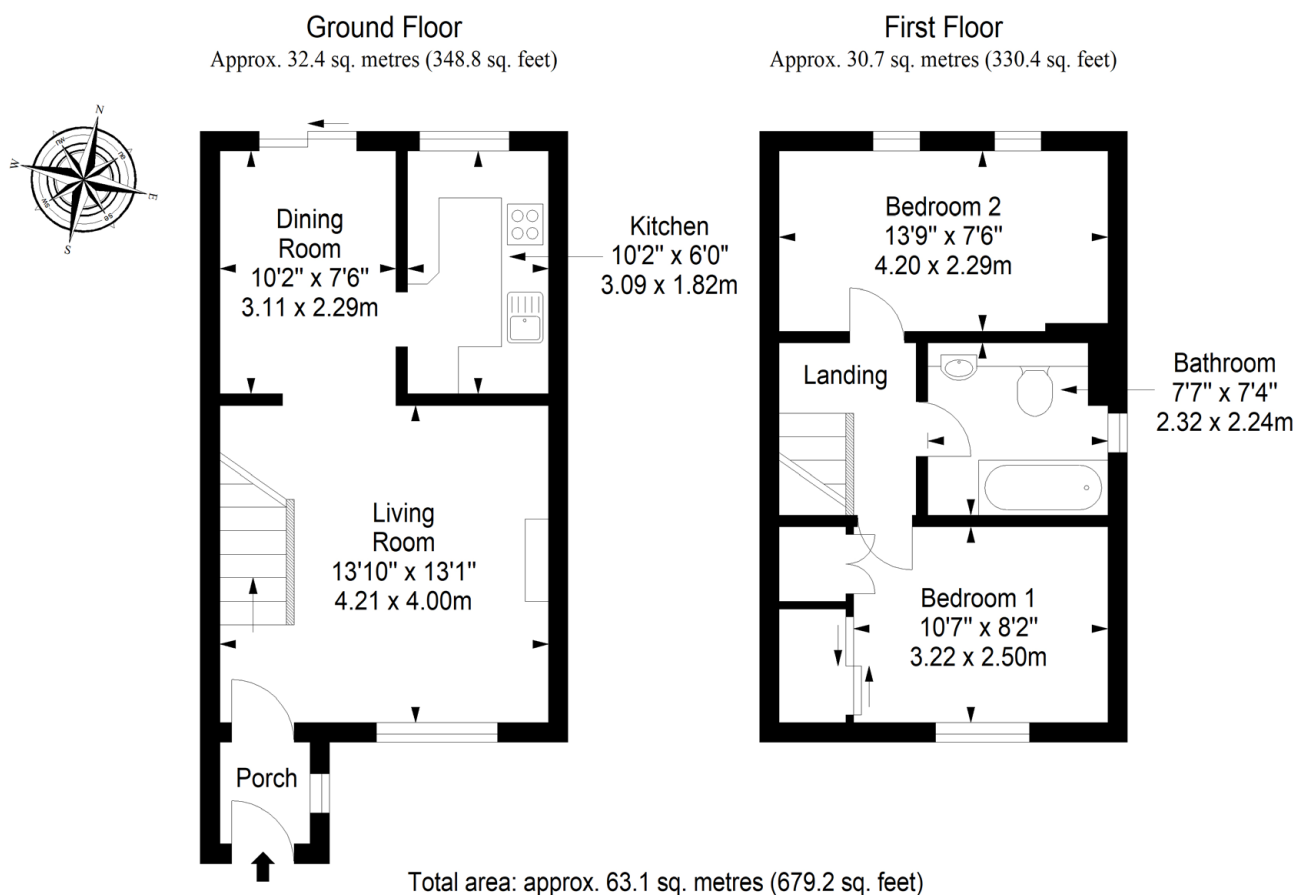 Ground Floor
Approx. 32.4 sq. metres (348.8 sq. feet)
First Floor
Approx. 30.7 sq. metres (330.4 sq. feet)
N
NW
NE
W
E
SW
SE
S
Dining
Room
10'2" x 7'6"
3.11 x 2.29m
Kitchen
10'2" x 6'0"
3.09 x 1.82m
Living
Room
13'10" x 13'1"
4.21 x 4.00m
Porch
Bedroom 2
13'9" x 7'6"
4.20 x 2.29m
Landing
Bathroom
7'7" x 7'4"
2.32 x 2.24m
Bedroom 1
10'7" x 8'2"
3.22 x 2.50m
Total area: approx. 63.1 sq. metres (679.2 sq. feet)